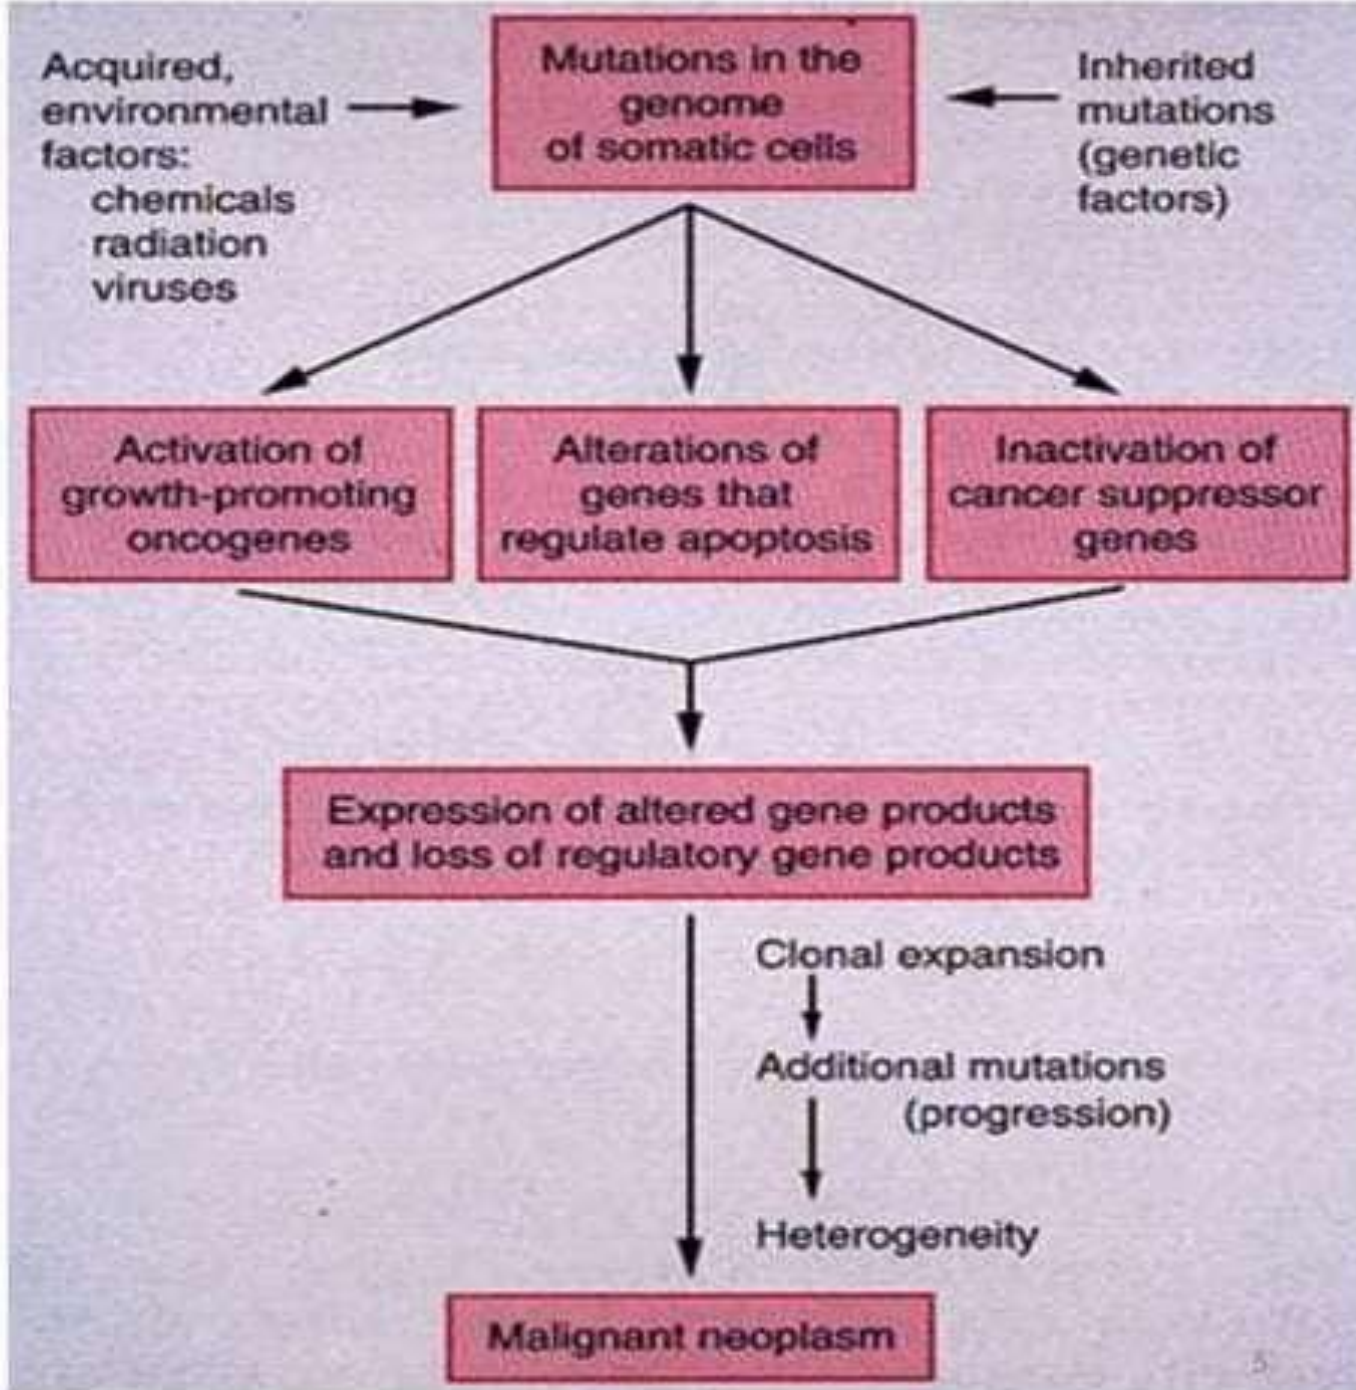 Acquired,
environmental
factors:
chemicals
radiation
viruses
Mutations in the
genome
of somatic cells
Inherited
mutations
(genetic
factors)
Activation of
growth-promoting
oncogenes
Alterations of
genes that
regulate apoptosis
Inactivation of
cancer suppressor
genes
Expression of altered gene products
and loss of regulatory gene products
Clonal expansion
Additional mutations
(progression)
Heterogeneity
Malignant neoplasm
5